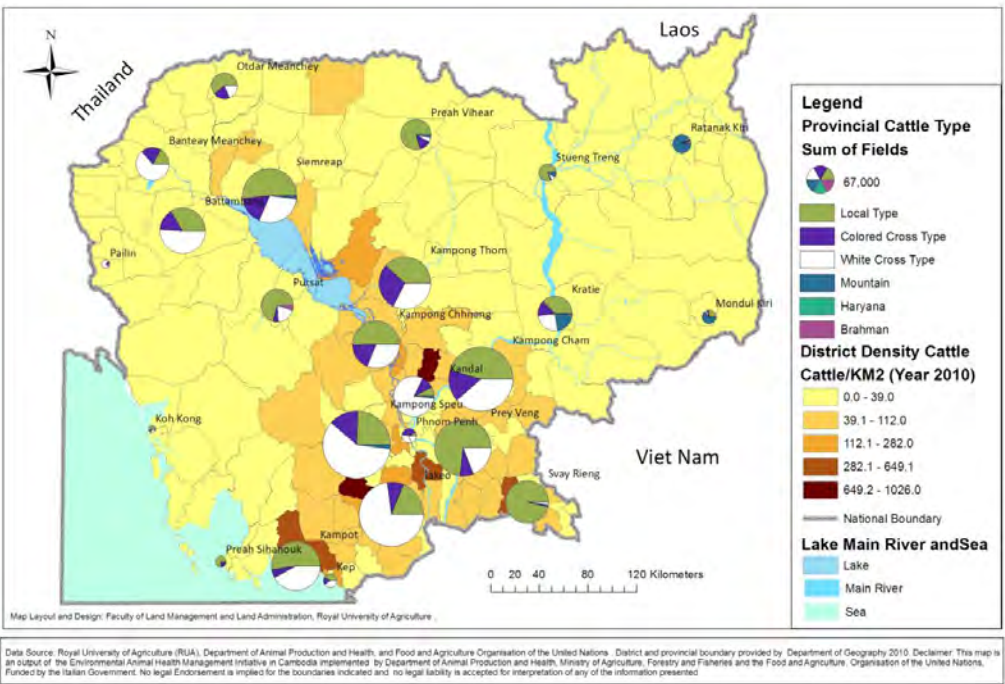 N
Laos
Thailand
Otdar Meanchey
Preah Vihear
Ratanak Kiri
Banteay Meanchey
Stueng Treng
Siemreap
Battambang
Pailin
Kampong Thom
Pursat
Kratie
Mondul Kiri
Kampong Chhnang
Kampong Cham
Kandal
Kampong Speu
Koh Kong
Phnom Penh
Prey Veng
Viet Nam
Takeo
Svay Rieng
Kampot
Preah Sihanouk
Kep
0 20 40 80 120 Kilometers
Map Layout and Design: Faculty of Land Management and Land Administration, Royal University of Agriculture .
Legend
Provincial Cattle Type
Sum of Fields
67,000
Local Type
Colored Cross Type
White Cross Type
Mountain
Haryana
Brahman
District Density Cattle
Cattle/KM2 (Year 2010)
0.0 - 39.0
39.1 - 112.0
112.1 - 282.0
282.1 - 649.1
649.2 - 1026.0
National Boundary
Lake Main River andSea
Lake
Main River
Sea
Data Source: Royal University of Agriculture (RUA), Department of Animal Production and Health, and Food and Agriculture Organisation of the United Nations . District and provincial boundary provided by Department of Geography 2010. Declaimer: This map is
an output of the Environmental Animal Health Management Initiative in Cambodia implemented by Department of Animal Production and Health, Ministry of Agriculture, Forestry and Fisheries and the Food and Agriculture, Organisation of the United Nations,
Funded by the Italian Government. No legal Endorsement is implied for the boundaries indicated and no legal liability is accepted for interpretation of any of the information presented